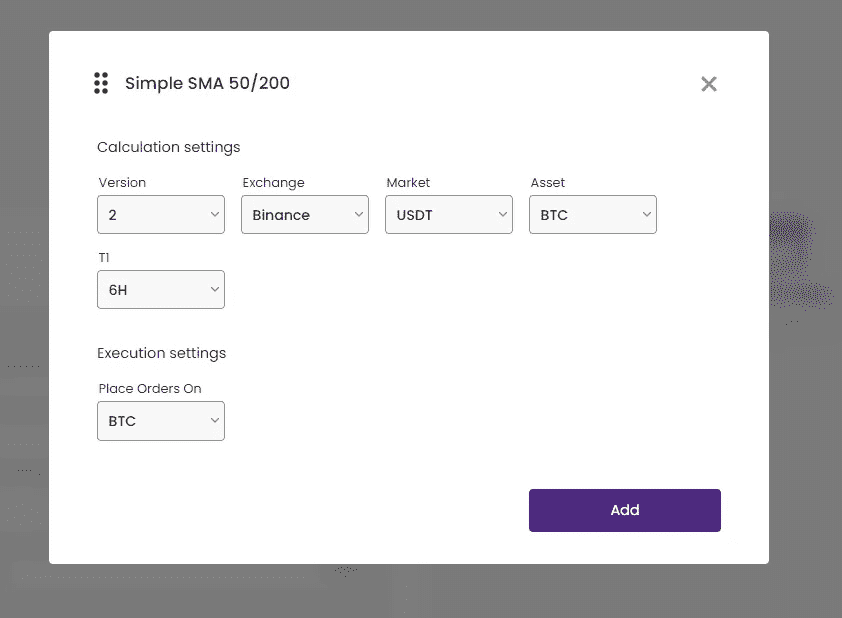 Simple SMA 50/200
Calculation settings
Version Exchange Market Asset
2 Binance USDT BTC
T1
6H
Execution settings
Place Orders On
BTC
Add